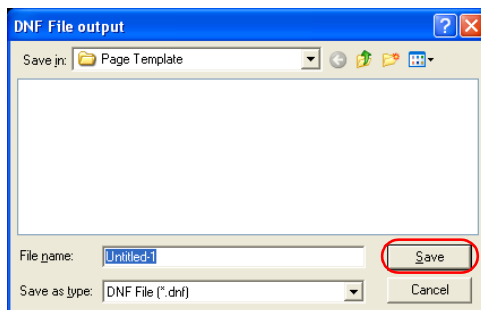 DNF File output
Save in: Page Template
File name: Untitled-1 Save
Save as type: DNF File (*.dnf) Cancel